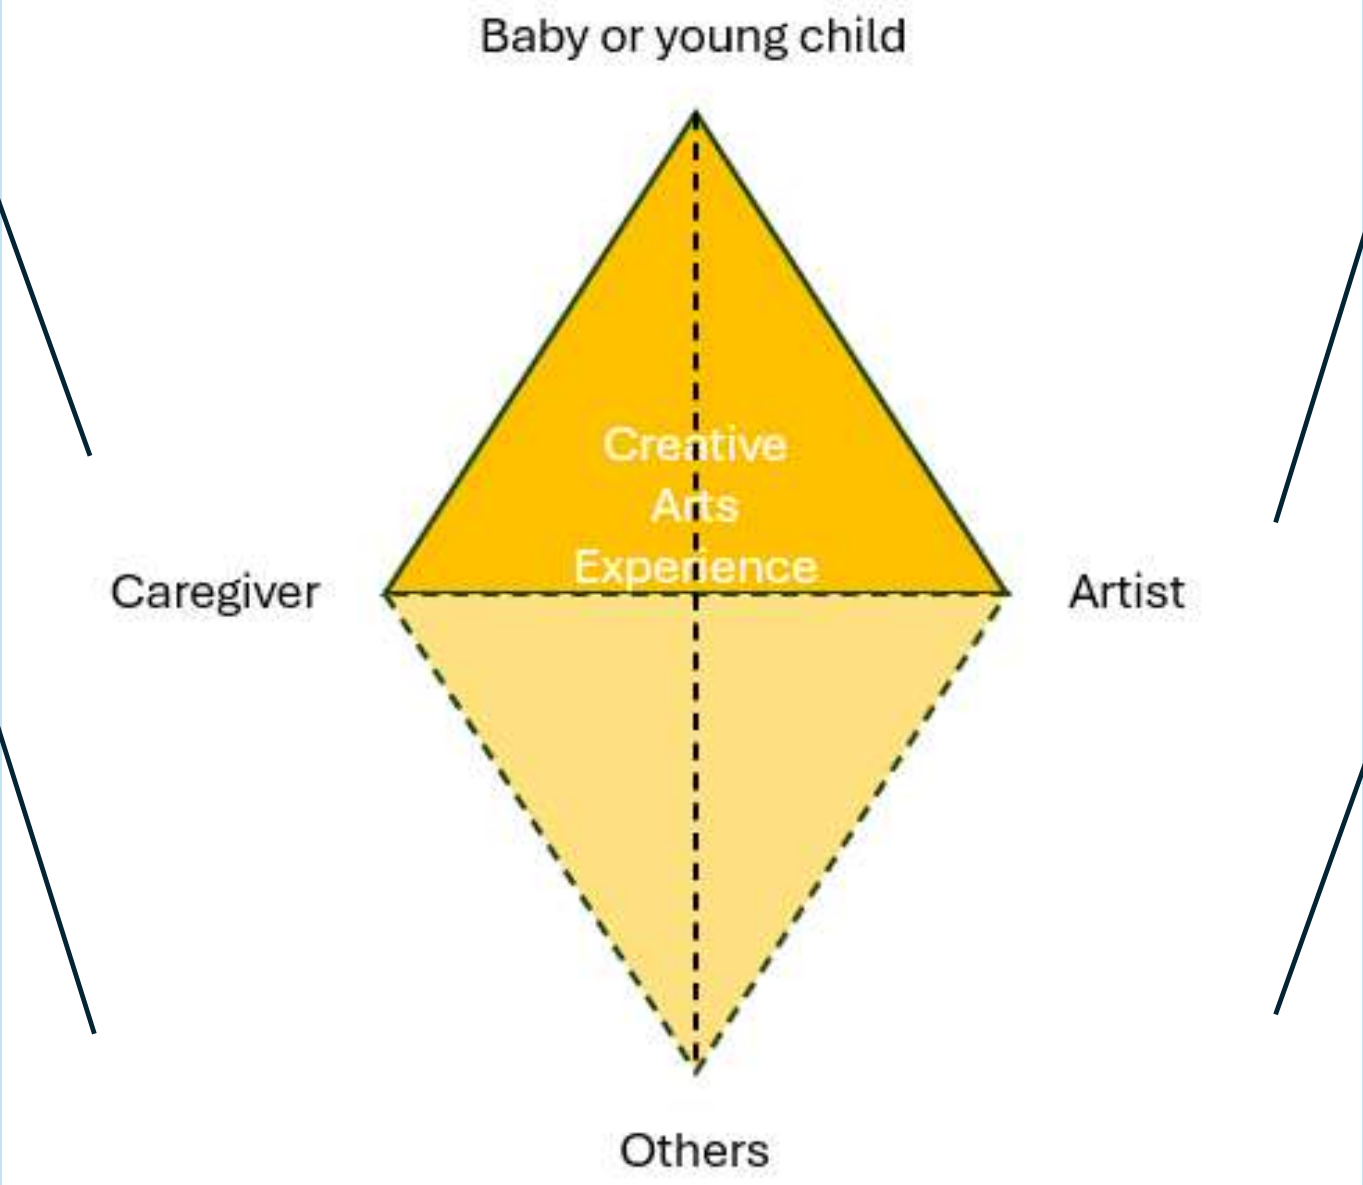 Baby or young child
Creative
Arts
Experience
Caregiver
Artist
Others